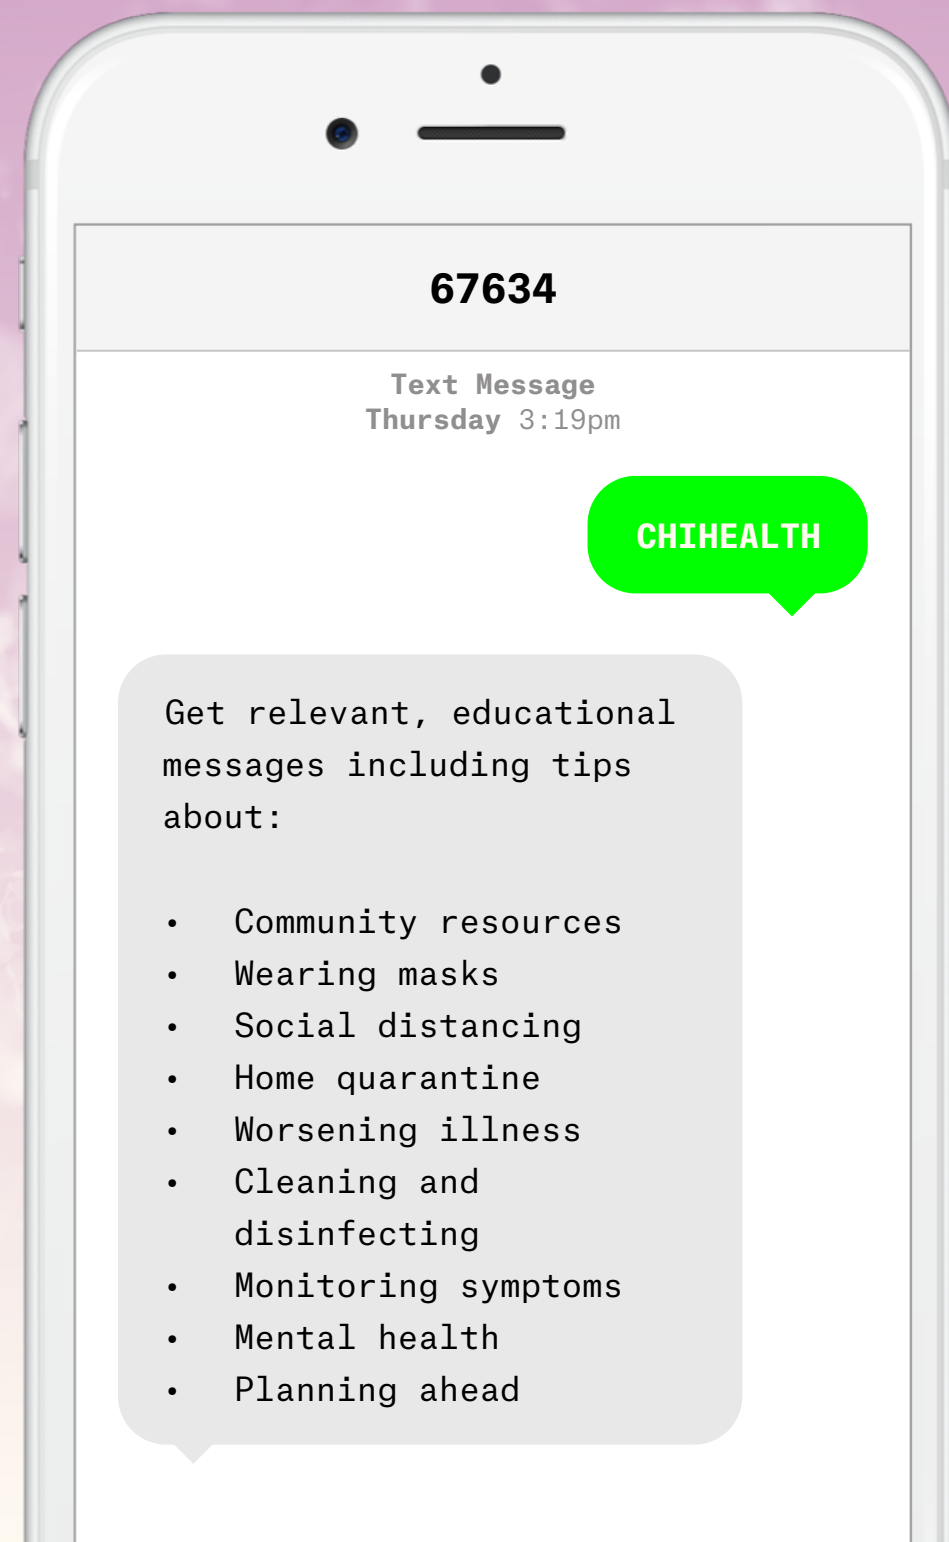 67634
Text Message
Thursday 3:19pm
CHIHEALTH
Get relevant, educational
messages including tips
about:
• Community resources
• Wearing masks
• Social distancing
• Home quarantine
• Worsening illness
• Cleaning and
disinfecting
• Monitoring symptoms
• Mental health
• Planning ahead